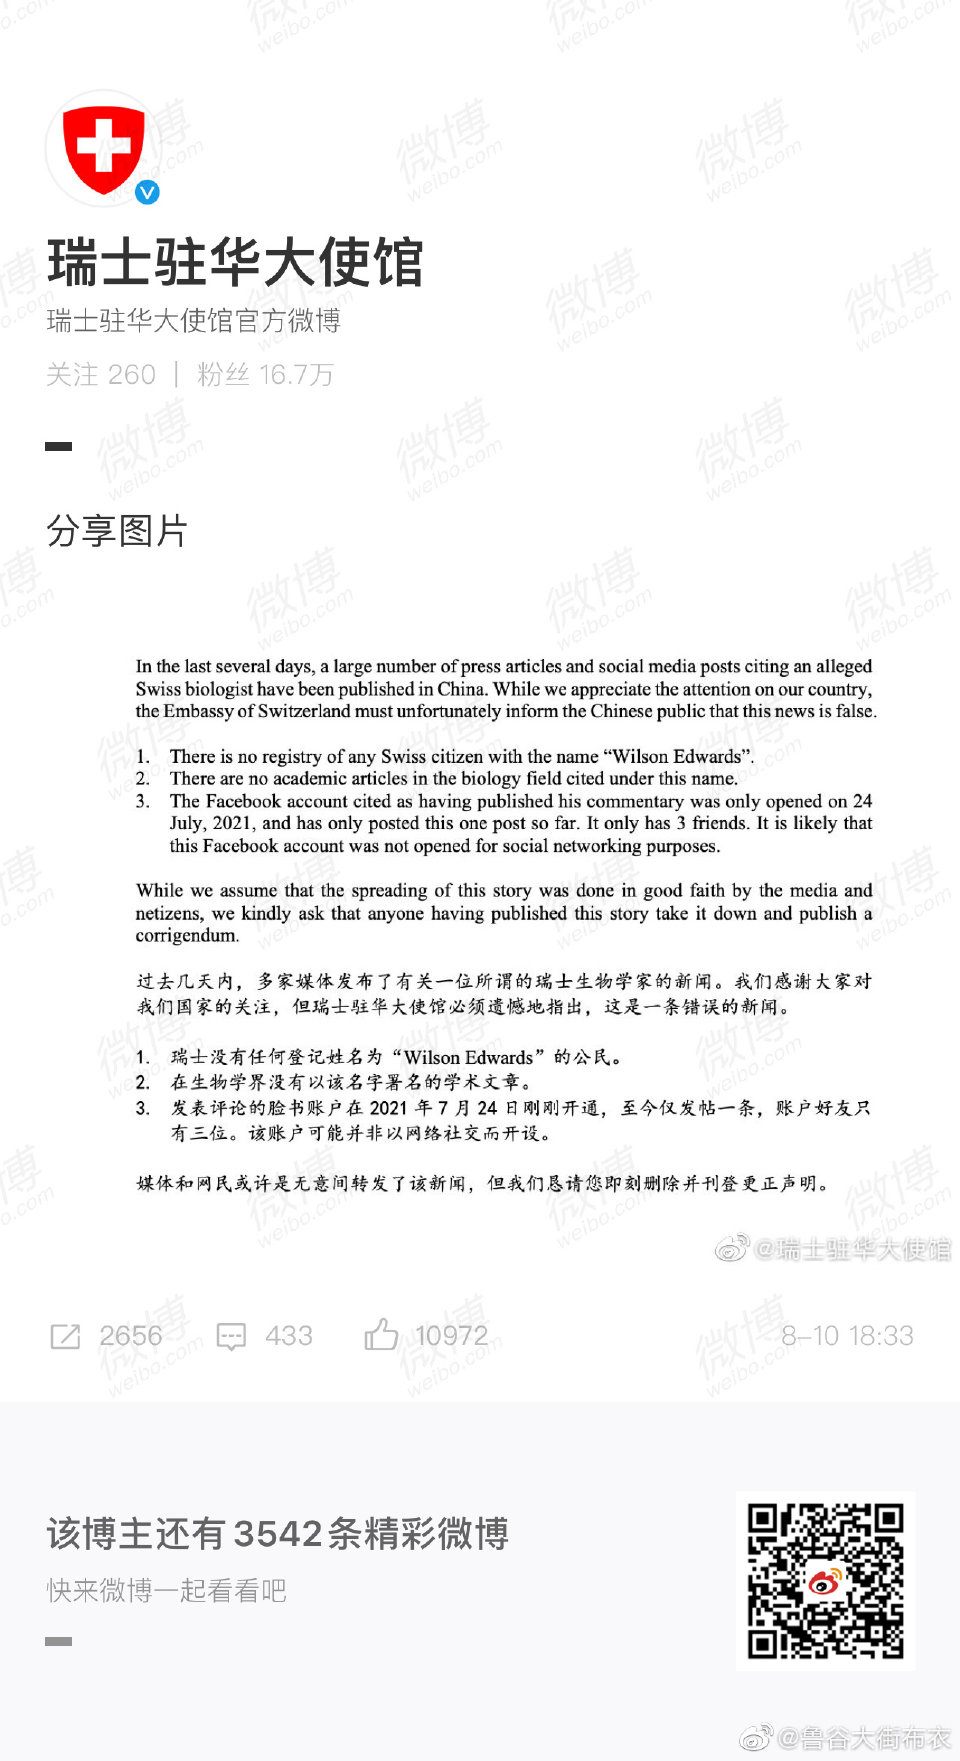 瑞士驻华大使馆
瑞士驻华大使馆官方微博
关注 260 | 粉丝 16.7万
分享图片
In the last several days, a large number of press articles and social media posts citing an alleged
Swiss biologist have been published in China. While we appreciate the attention on our country,
the Embassy of Switzerland must unfortunately inform the Chinese public that this news is false.
1. There is no registry of any Swiss citizen with the name “Wilson Edwards”.
2. There are no academic articles in the biology field cited under this name.
3. The Facebook account cited as having published his commentary was only opened on 24
July, 2021, and has only posted this one post so far. It only has 3 friends. It is likely that
this Facebook account was not opened for social networking purposes.
While we assume that the spreading of this story was done in good faith by the media and
netizens, we kindly ask that anyone having published this story take it down and publish a
corrigendum.
过去几天内，多家媒体发布了有关一位所谓的瑞士生物学家的新闻。我们感谢大家对
我们国家的关注，但瑞士驻华大使馆必须遗憾地指出，这是一条错误的新闻。
1. 瑞士没有任何登记姓名为“Wilson Edwards”的公民。
2. 在生物学界没有以该名字署名的学术文章。
3. 发表评论的脸书账户在 2021 年 7 月 24 日刚刚开通，至今仅发帖一条，账户好友只
有三位。该账户可能并非以网络社交而开设。
媒体和网民或许是无意间转发了该新闻，但我们恳请您即刻删除并刊登更正声明。
@瑞士驻华大使馆
2656 433 10972 8-10 18:33
该博主还有3542条精彩微博
快来微博一起看看吧
@鲁谷大街布衣
微博
weibo.com